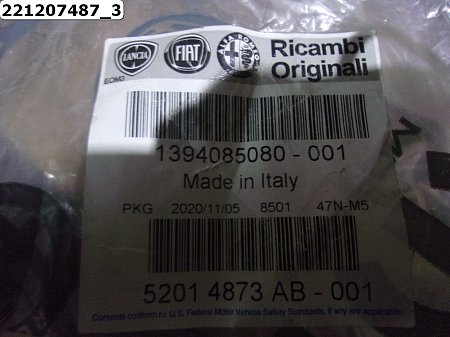 221207487_3
LANCIA FIAT ALFA ROMEO
Ricambi
Originali
EOM3
1394085080 - 001
Made in Italy
PKG 2020/11/05 8501 47N-M5
5201 4873 AB - 001
Contents conform to U.S. Federal Motor Vehicle Safety Standards, if any are applicable.